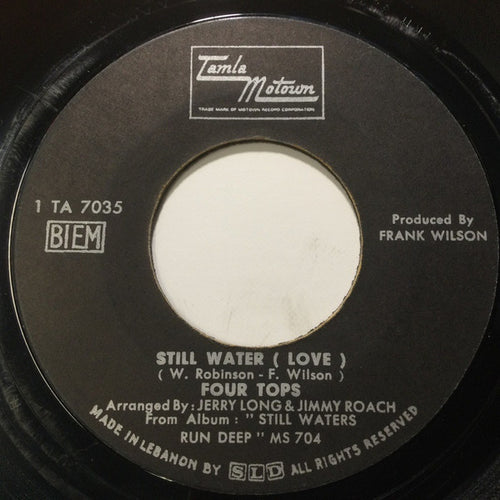 Tamla
Motown
TRADE MARK OF MOTOWN RECORD CORPORATION
1 TA 7035
BIEM
Produced By
FRANK WILSON
STILL WATER ( LOVE )
( W. Robinson - F. Wilson )
FOUR TOPS
Arranged By : JERRY LONG & JIMMY ROACH
From Album : " STILL WATERS
RUN DEEP " MS 704
MADE IN LEBANON BY SLD ALL RIGHTS RESERVED